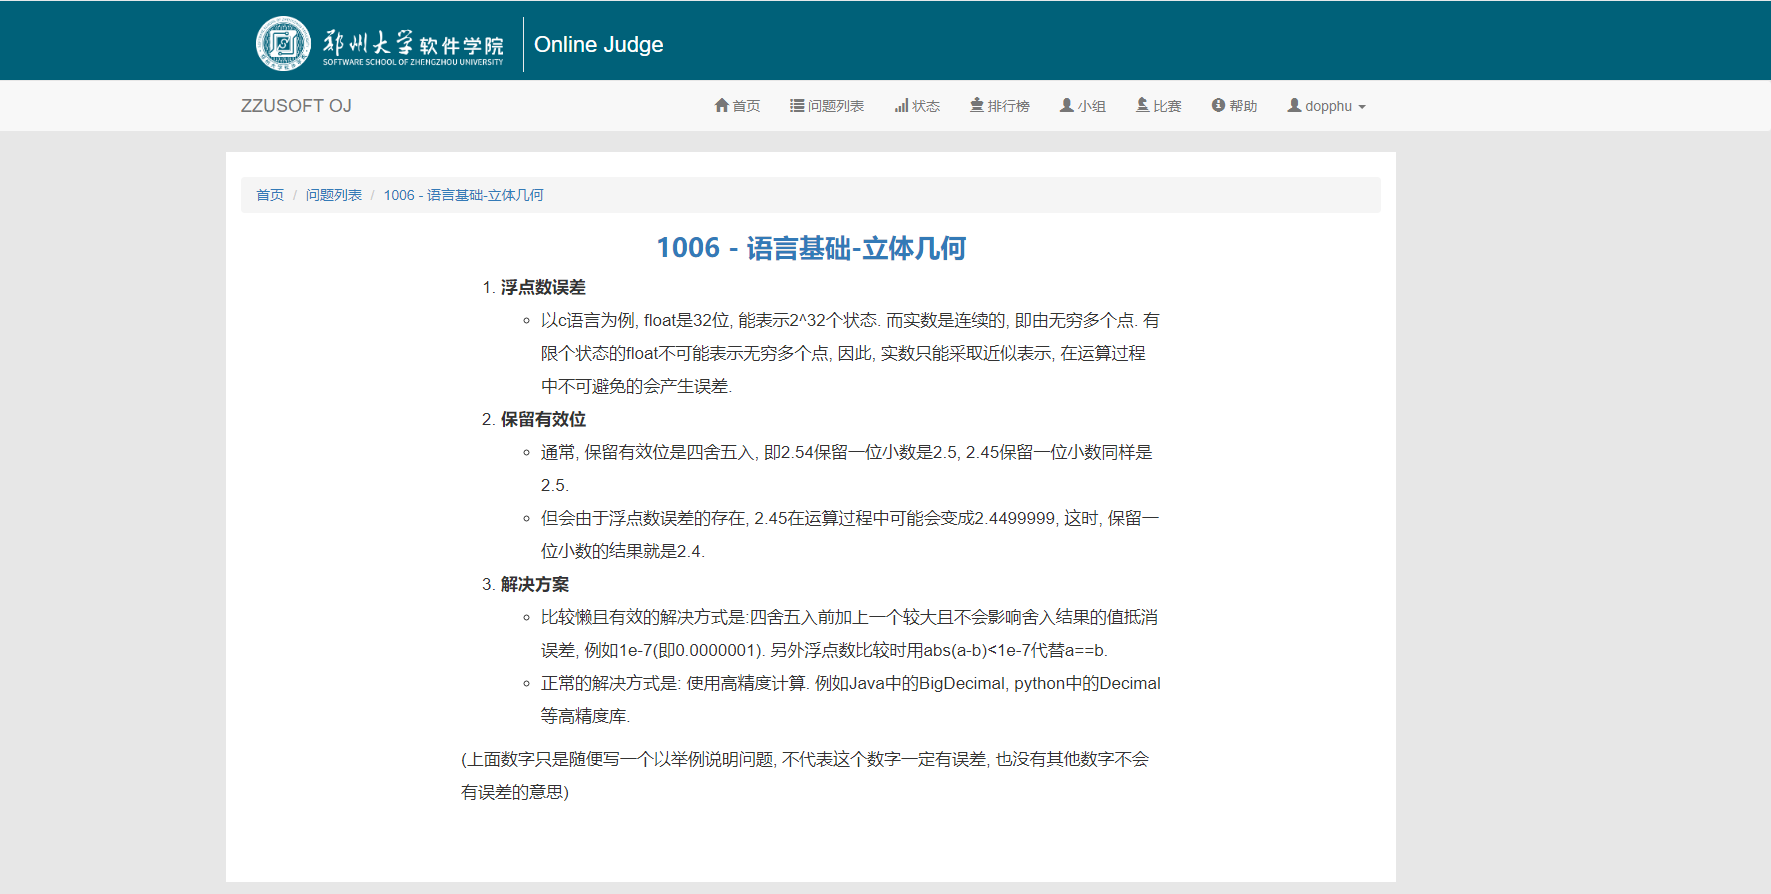 郑州大学软件学院
SOFTWARE SCHOOL OF ZHENGZHOU UNIVERSITY
Online Judge
ZZUSOFT OJ
首页
问题列表
状态
排行榜
小组
比赛
帮助
dopphu
首页 / 问题列表 / 1006 - 语言基础-立体几何
1006 - 语言基础-立体几何
1. 浮点数误差
以c语言为例, float是32位, 能表示2^32个状态. 而实数是连续的, 即由无穷多个点. 有
限个状态的float不可能表示无穷多个点, 因此, 实数只能采取近似表示, 在运算过程
中不可避免的会产生误差.
2. 保留有效位
通常, 保留有效位是四舍五入, 即2.54保留一位小数是2.5, 2.45保留一位小数同样是
2.5.
但会由于浮点数误差的存在, 2.45在运算过程中可能会变成2.4499999, 这时, 保留一
位小数的结果就是2.4.
3. 解决方案
比较懒且有效的解决方式是:四舍五入前加上一个较大且不会影响舍入结果的值抵消
误差, 例如1e-7(即0.0000001). 另外浮点数比较时用abs(a-b)<1e-7代替a==b.
正常的解决方式是: 使用高精度计算. 例如Java中的BigDecimal, python中的Decimal
等高精度库.
(上面数字只是随便写一个以举例说明问题, 不代表这个数字一定有误差, 也没有其他数字不会
有误差的意思)